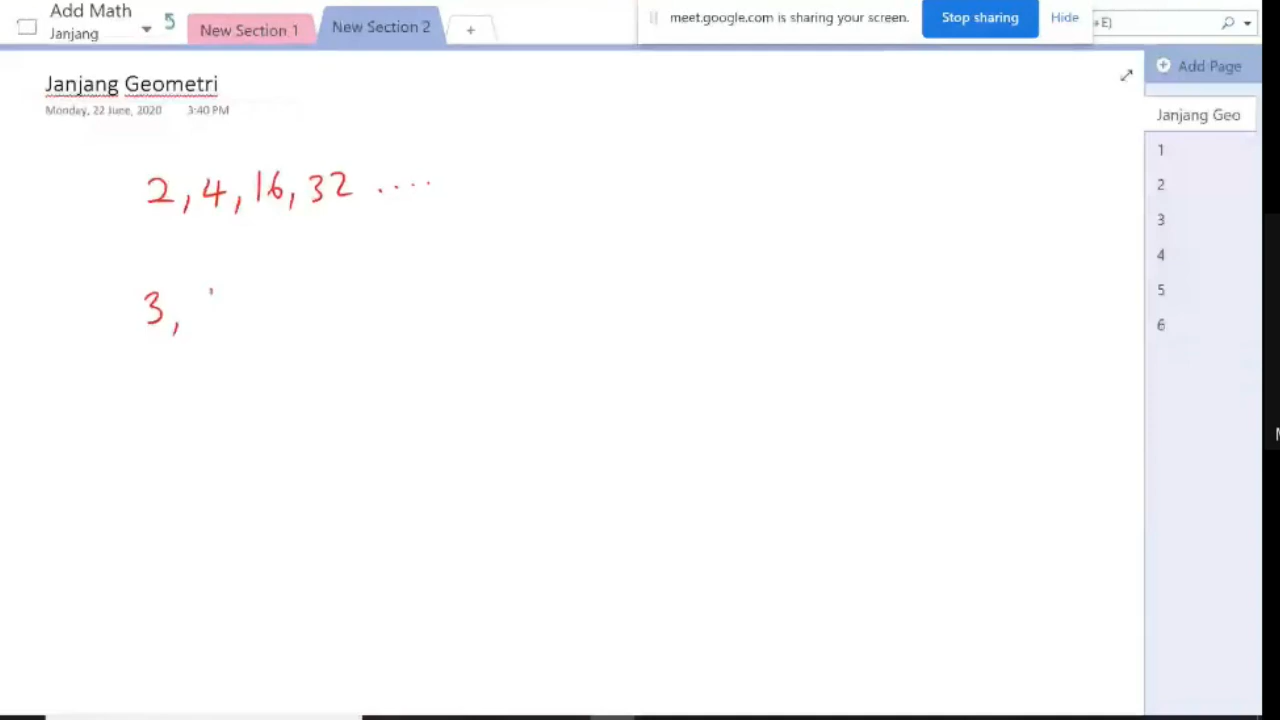 Add Math
Janjang
New Section 1
New Section 2
+
meet.google.com is sharing your screen.
Stop sharing
Hide
+E)
Add Page
Janjang Geometri
Monday, 22 June, 2020 3:40 PM
Janjang Geo
1
2
3
4
5
6
2, 4, 16, 32 ....
3,